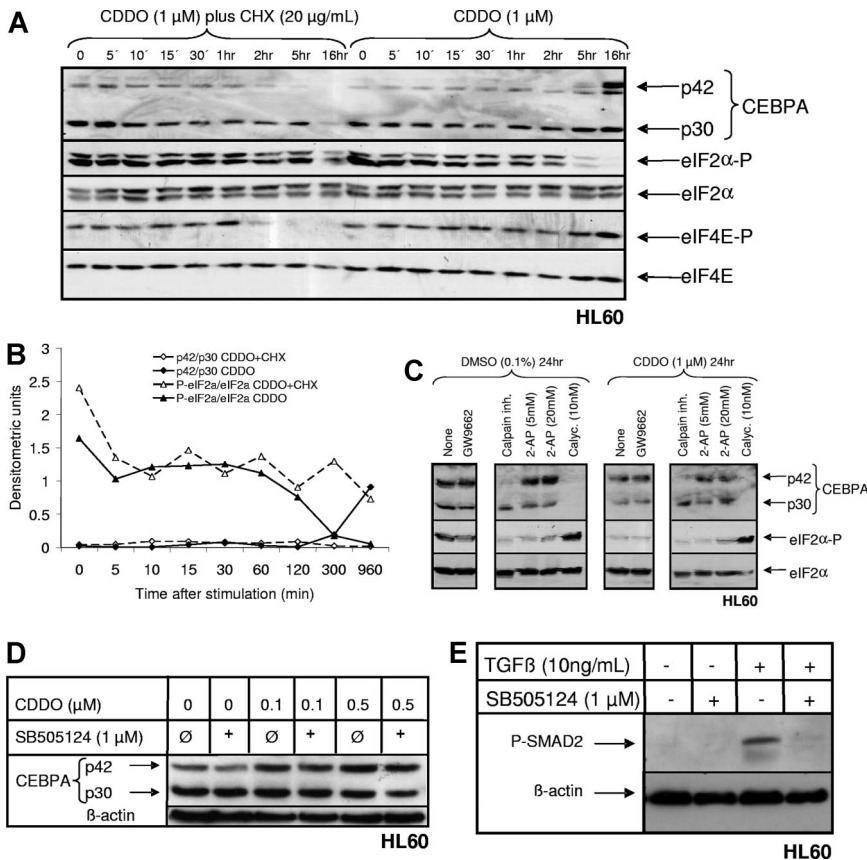 A
CDDO (1 µM) plus CHX (20 µg/mL) CDDO (1 µM)
0 5´ 10´ 15´ 30´ 1hr 2hr 5hr 16hr 0 5´ 10´ 15´ 30´ 1hr 2hr 5hr 16hr
p42
p30
CEBPA
eIF2α-P
eIF2α
eIF4E-P
eIF4E
HL60
B
p42/p30 CDDO+CHX
p42/p30 CDDO
P-eIF2a/eIF2a CDDO+CHX
P-eIF2a/eIF2a CDDO
Densitometric units
3
2.5
2
1.5
1
0.5
0
0 5 10 15 30 60 120 300 960
Time after stimulation (min)
C
DMSO (0.1%) 24hr CDDO (1 µM) 24hr
None
GW9662
Calpain inh.
2-AP (5mM)
2-AP (20mM)
Calyc. (10nM)
None
GW9662
Calpain inh.
2-AP (5mM)
2-AP (20mM)
Calyc. (10nM)
p42
p30
CEBPA
eIF2α-P
eIF2α
HL60
D
CDDO (µM) 0 0 0.1 0.1 0.5 0.5
SB505124 (1 µM) Ø + Ø + Ø +
CEBPA
p42
p30
ß-actin
HL60
E
TGFß (10ng/mL) - - + +
SB505124 (1 µM) - + - +
P-SMAD2
ß-actin
HL60